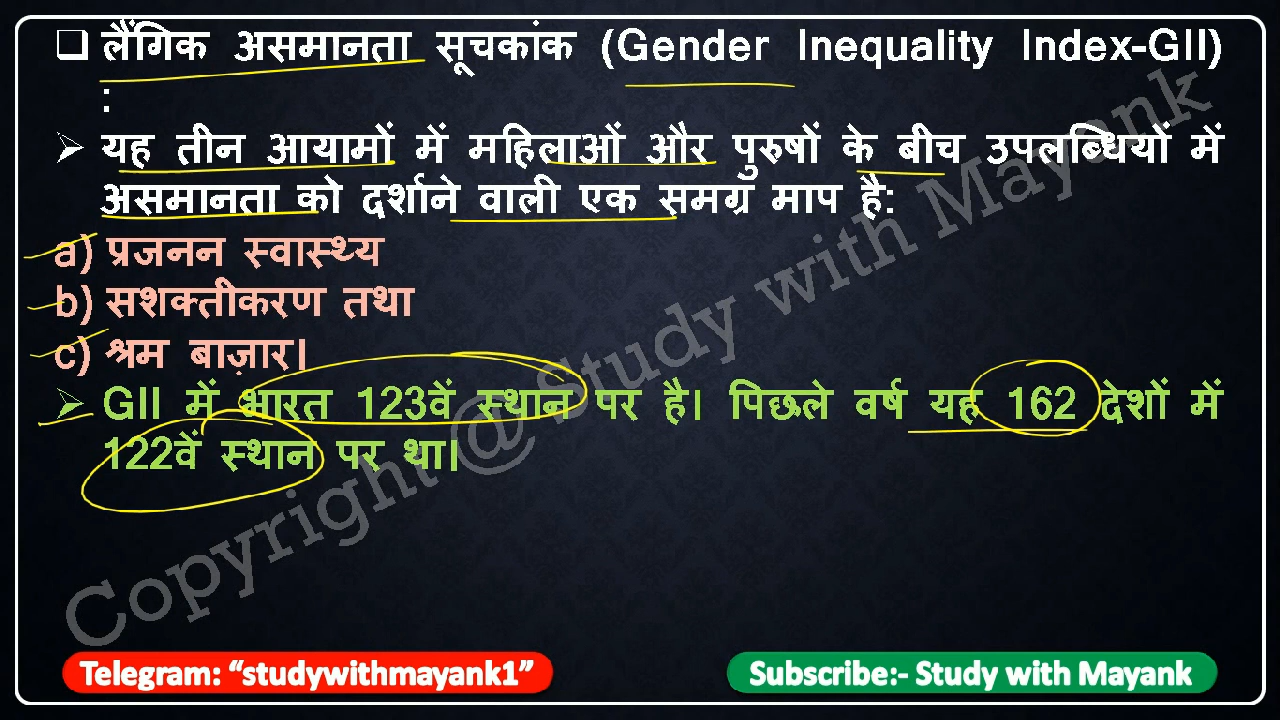 ❑ लैंगिक असमानता सूचकांक (Gender Inequality Index-GII)
:
➢ यह तीन आयामों में महिलाओं और पुरुषों के बीच उपलब्धियों में
असमानता को दर्शाने वाली एक समग्र माप है:
a) प्रजनन स्वास्थ्य
b) सशक्तीकरण तथा
c) श्रम बाज़ार।
➢ GII में भारत 123वें स्थान पर है। पिछले वर्ष यह 162 देशों में
122वें स्थान पर था।
Copyright @ Study with Mayank
Telegram: “studywithmayank1”
Subscribe:- Study with Mayank